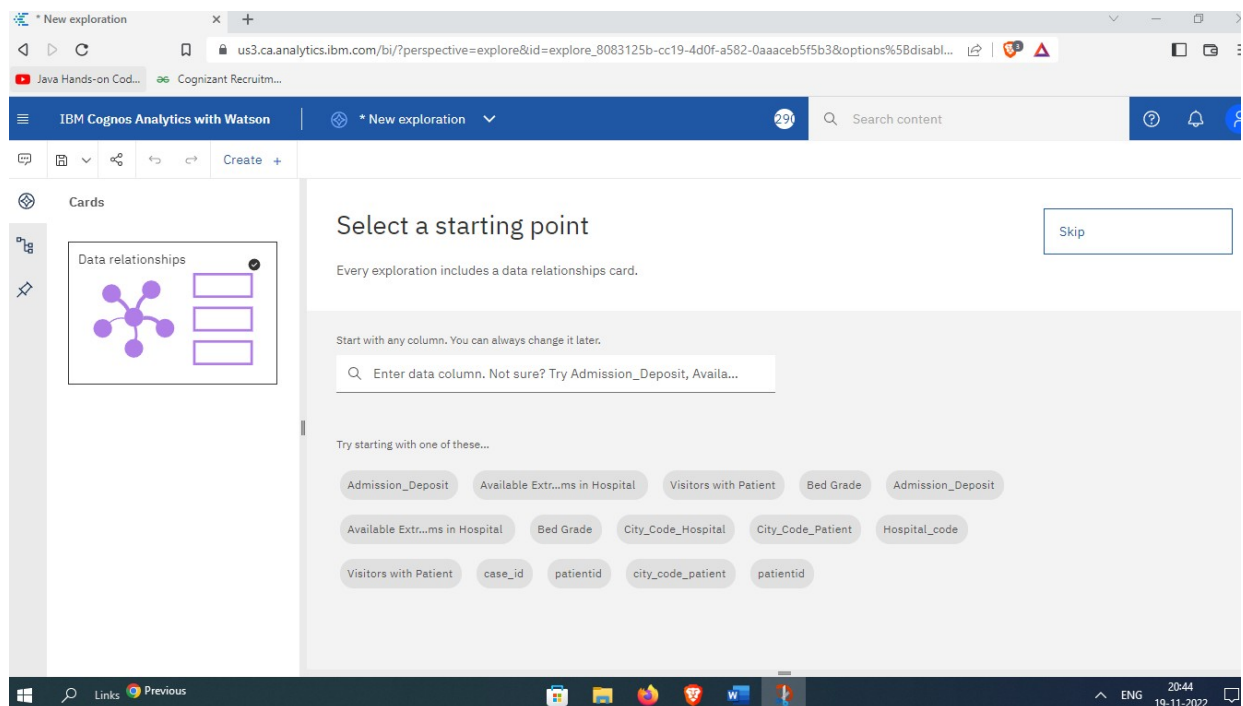 * New exploration
us3.ca.analytics.ibm.com/bi/?perspective=explore&id=explore_8083125b-cc19-4d0f-a582-0aaaceb5f5b3&options%5Bdisabl...
Java Hands-on Cod...
Cognizant Recruitm...
IBM Cognos Analytics with Watson
* New exploration
290
Search content
Create +
Cards
Data relationships
Select a starting point
Skip
Every exploration includes a data relationships card.
Start with any column. You can always change it later.
Enter data column. Not sure? Try Admission_Deposit, Availa...
Try starting with one of these...
Admission_Deposit Available Extr...ms in Hospital Visitors with Patient Bed Grade Admission_Deposit
Available Extr...ms in Hospital Bed Grade City_Code_Hospital City_Code_Patient Hospital_code
Visitors with Patient case_id patientid city_code_patient patientid
Links Previous
ENG
20:44
19-11-2022